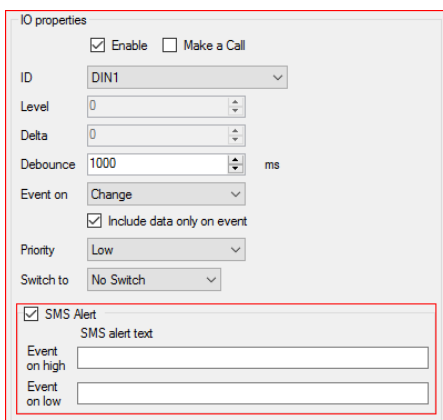 IO properties
Enable Make a Call
ID DIN1
Level 0
Delta 0
Debounce 1000 ms
Event on Change
Include data only on event
Priority Low
Switch to No Switch
SMS Alert
SMS alert text
Event
on high
Event
on low